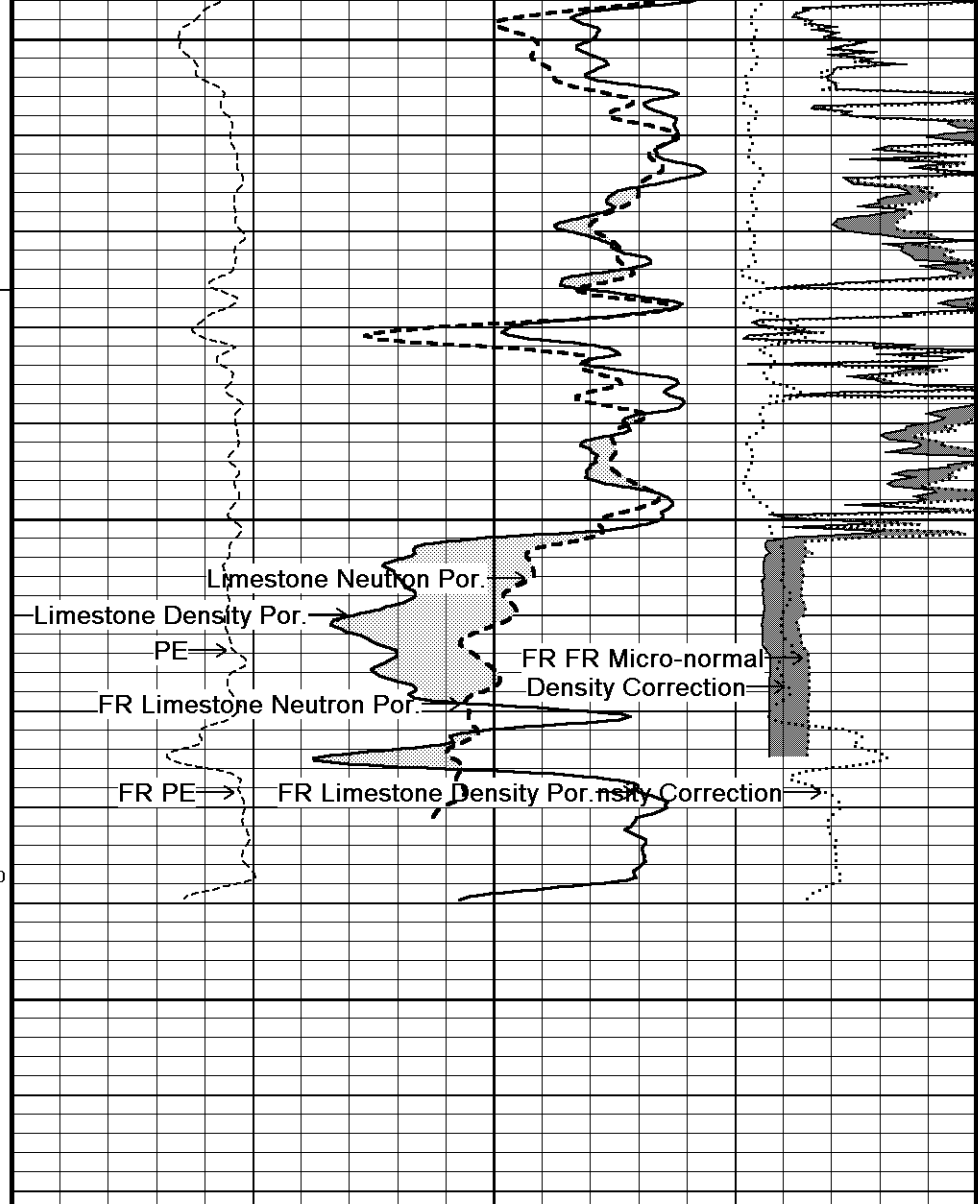 Limestone Neutron Por.
Limestone Density Por.
PE
FR FR Micro-normal
Density Correction
FR Limestone Neutron Por.
FR PE
FR Limestone Density Por.nsity Correction
0